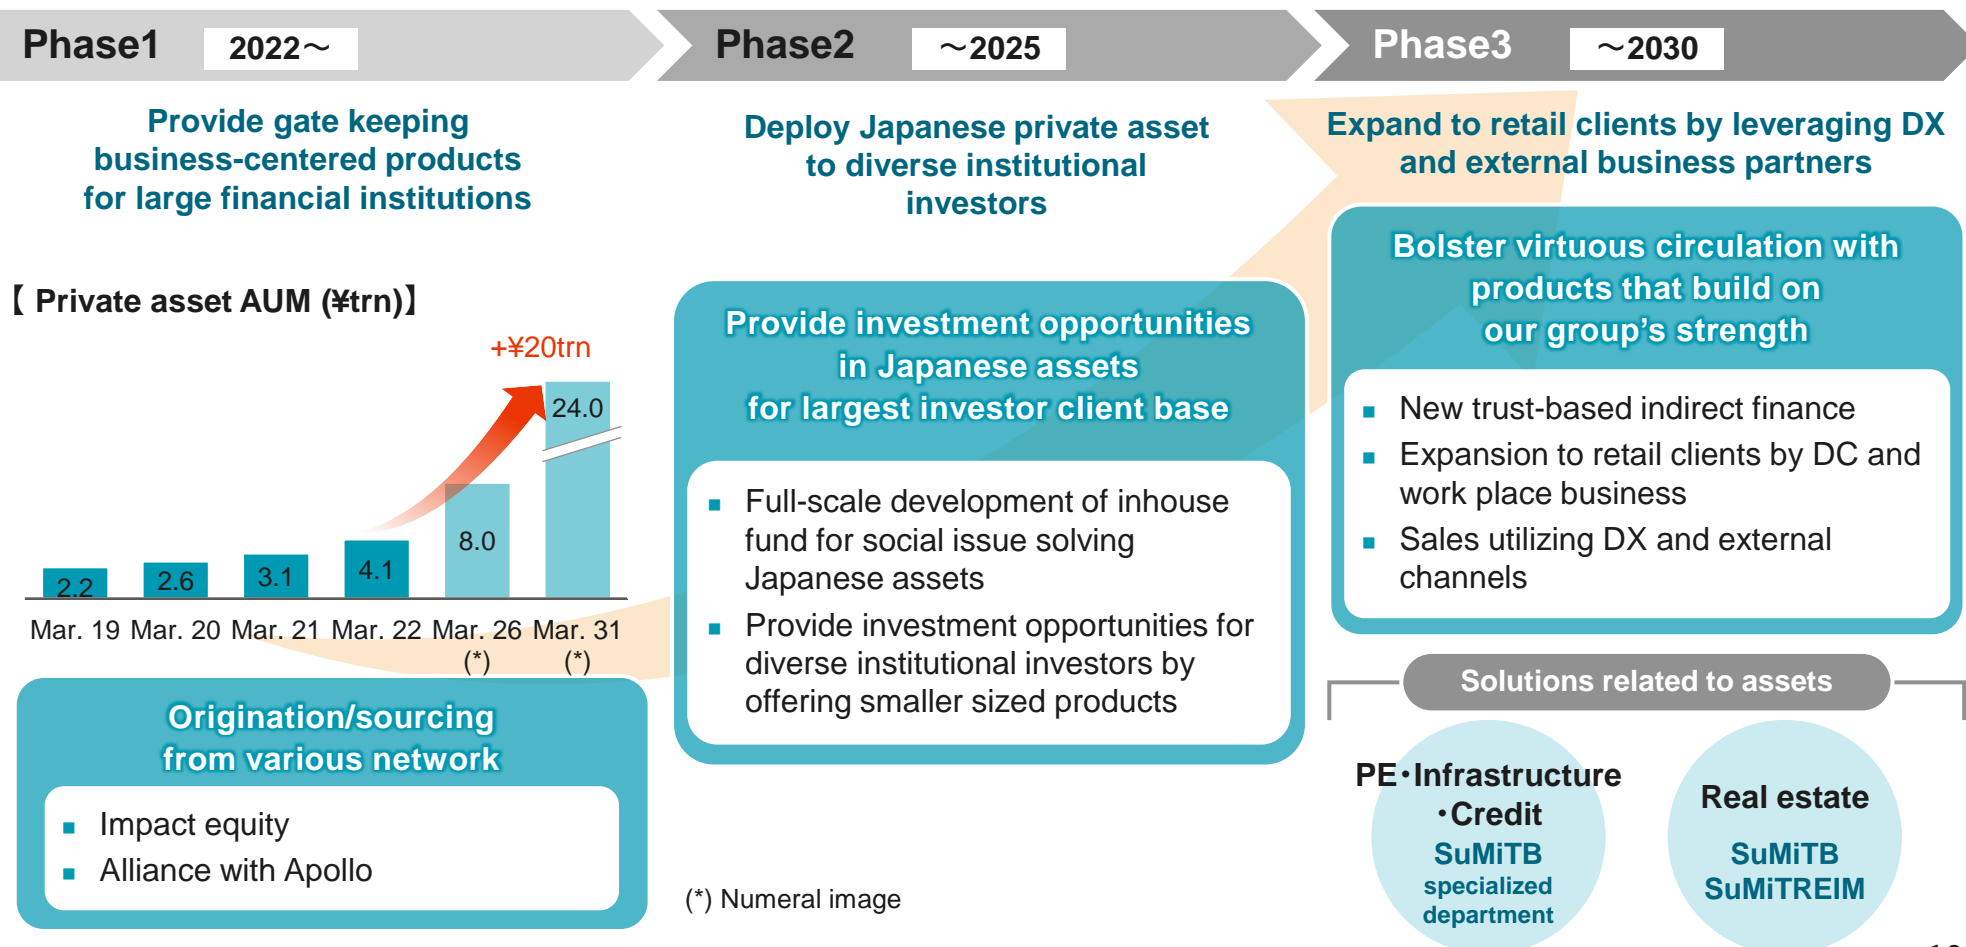 Phase1 2022～
Provide gate keeping
business-centered products
for large financial institutions
【 Private asset AUM (¥trn)】
+¥20trn
2.2 2.6 3.1 4.1 8.0 24.0
Mar. 19 Mar. 20 Mar. 21 Mar. 22 Mar. 26 Mar. 31
(*) (*)
Origination/sourcing
from various network
■ Impact equity
■ Alliance with Apollo
Phase2 ～2025
Deploy Japanese private asset
to diverse institutional
investors
Provide investment opportunities
in Japanese assets
for largest investor client base
■ Full-scale development of inhouse
fund for social issue solving
Japanese assets
■ Provide investment opportunities for
diverse institutional investors by
offering smaller sized products
(*) Numeral image
Phase3 ～2030
Expand to retail clients by leveraging DX
and external business partners
Bolster virtuous circulation with
products that build on
our group’s strength
■ New trust-based indirect finance
■ Expansion to retail clients by DC and
work place business
■ Sales utilizing DX and external
channels
Solutions related to assets
PE・Infrastructure
・Credit
SuMiTB
specialized
department
Real estate
SuMiTB
SuMiTREIM